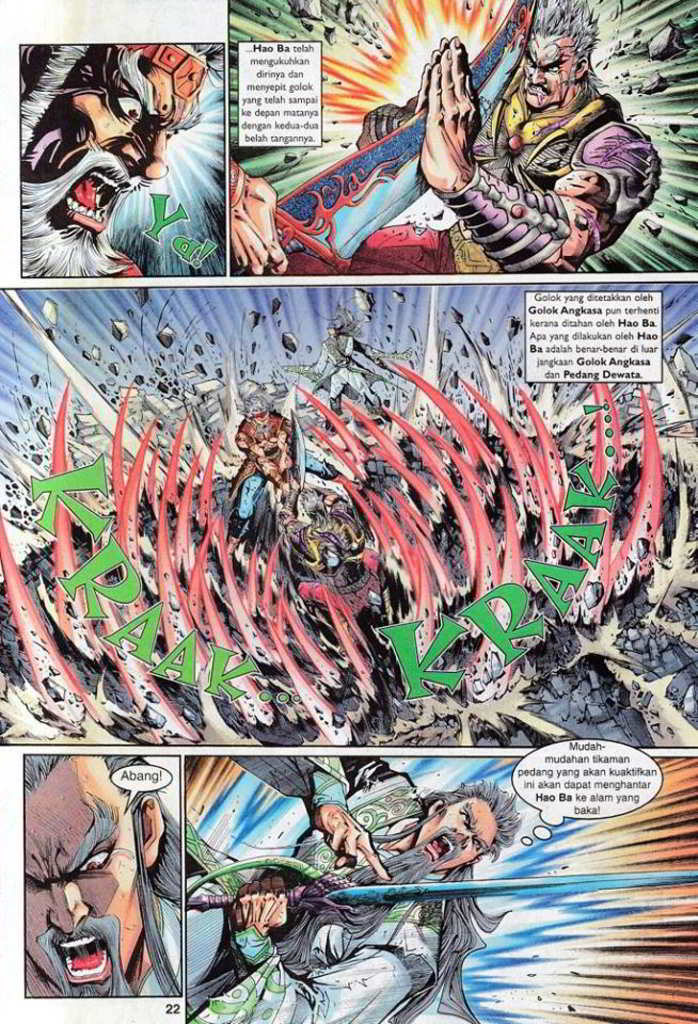 Ya!
...Hao Ba telah
mengukuhkan
dirinya dan
menyepit golok
yang telah sampai
ke depan matanya
dengan kedua-dua
belah tangannya.
Golok yang ditetakkan oleh
Golok Angkasa pun terhenti
kerana ditahan oleh Hao Ba.
Apa yang dilakukan oleh Hao
Ba adalah benar-benar di luar
jangkaan Golok Angkasa
dan Pedang Dewata.
KRAAK...
KRAAK...!
Abang!
Mudah-
mudahan tikaman
pedang yang akan kuaktifkan
ini akan dapat menghantar
Hao Ba ke alam yang
baka!
22